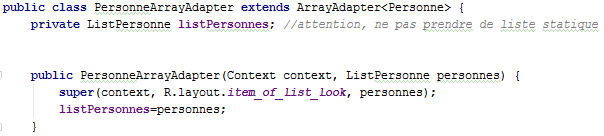 public class PersonneArrayAdapter extends ArrayAdapter<Personne> {
private ListPersonne listPersonnes; //attention, ne pas prendre de liste statique
public PersonneArrayAdapter(Context context, ListPersonne personnes) {
super(context, R.layout.item_of_list_look, personnes);
listPersonnes=personnes;
}